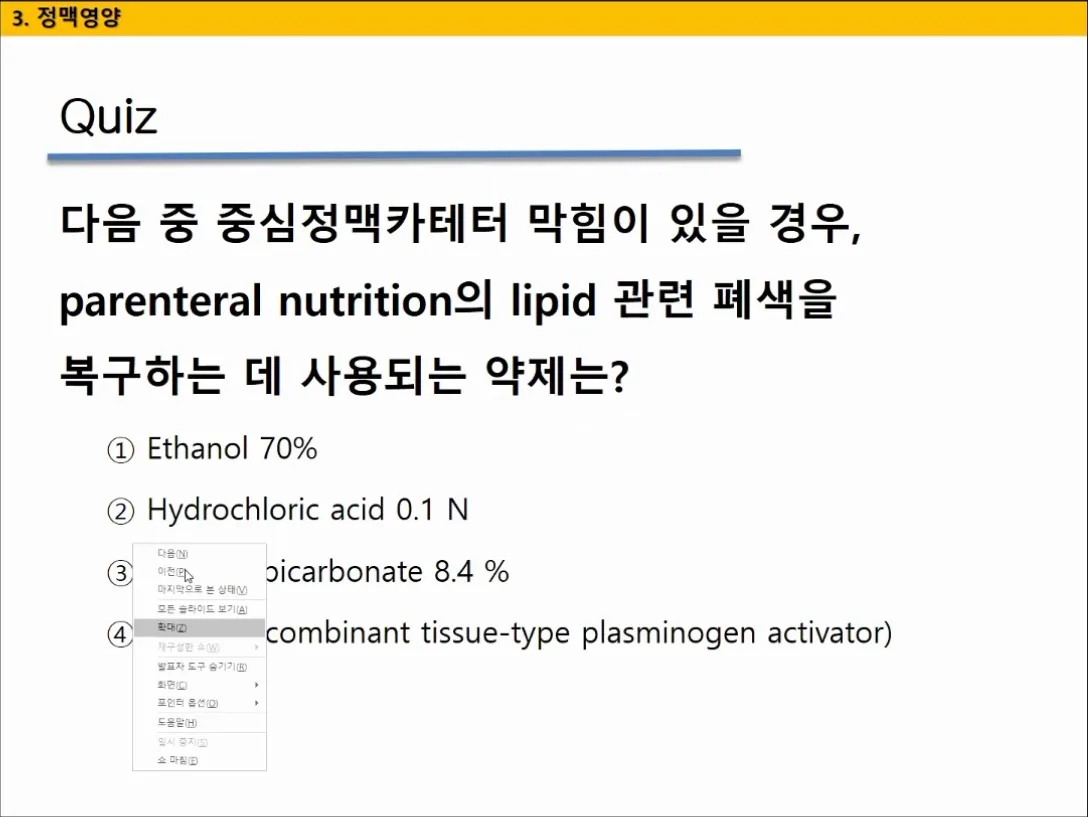 3. 정맥영양
Quiz
다음 중 중심정맥카테터 막힘이 있을 경우,
parenteral nutrition의 lipid 관련 폐색을
복구하는 데 사용되는 약제는?
① Ethanol 70%
② Hydrochloric acid 0.1 N
③ bicarbonate 8.4 %
④ combinant tissue-type plasminogen activator)
다음(N)
이전(P)
마지막으로 본 상태(V)
모든 슬라이드 보기(A)
확대(Z)
재구성한 쇼(W)
발표자 도구 숨기기(R)
화면(C)
포인터 옵션(O)
도움말(H)
일시 중지(S)
쇼 마침(E)